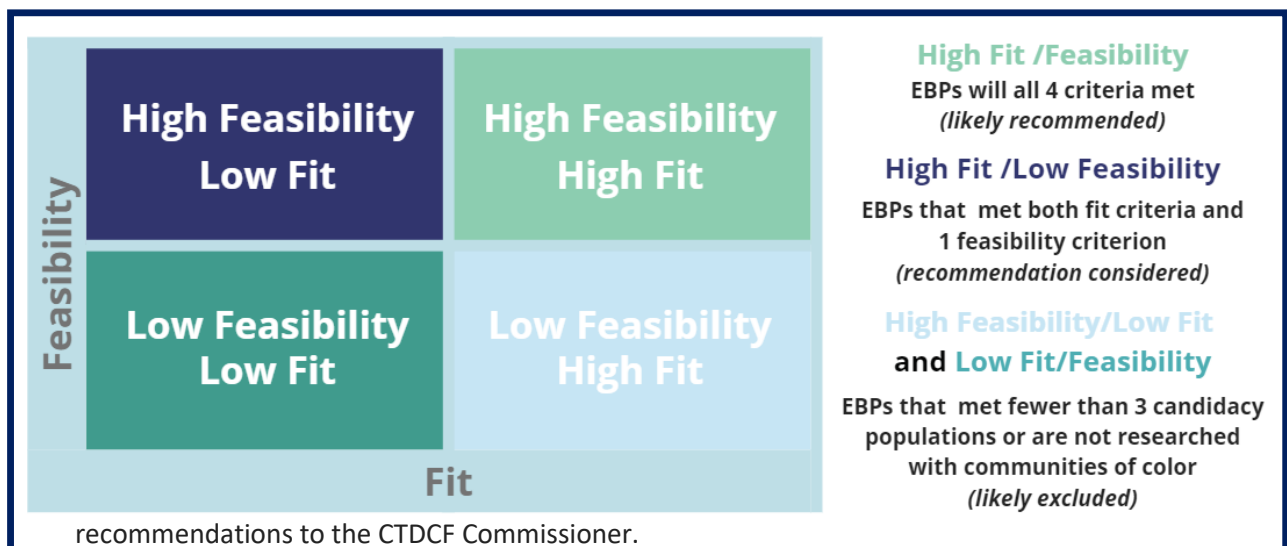 Feasibility
High Feasibility
Low Fit
High Feasibility
High Fit
Low Feasibility
Low Fit
Low Feasibility
High Fit
Fit
High Fit /Feasibility
EBPs will all 4 criteria met
(likely recommended)
High Fit /Low Feasibility
EBPs that met both fit criteria and
1 feasibility criterion
(recommendation considered)
High Feasibility/Low Fit
and Low Fit/Feasibility
EBPs that met fewer than 3 candidacy
populations or are not researched
with communities of color
(likely excluded)
recommendations to the CTDCF Commissioner.